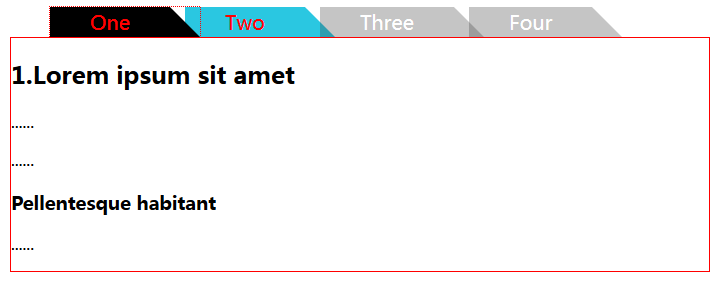 One Two Three Four
1.Lorem ipsum sit amet
......
......
Pellentesque habitant
......